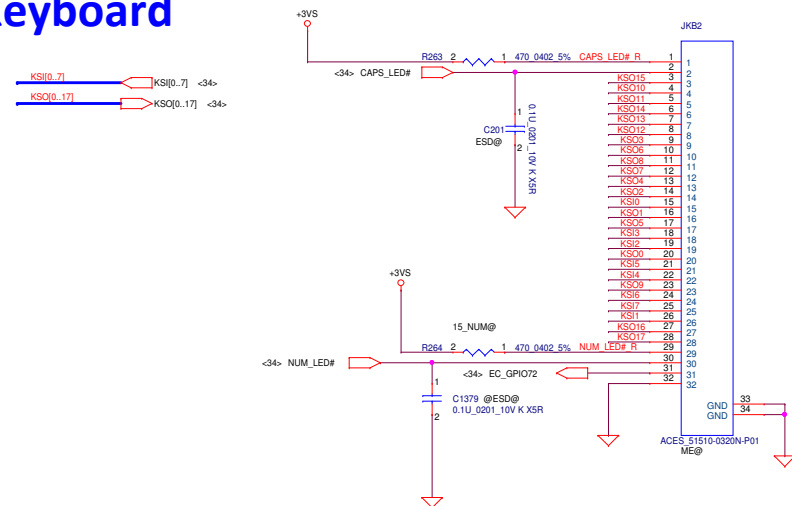 eyboard
+3VS
JKB2
R263 2 1 470_0402_5% CAPS_LED#_R 1 1
<34> CAPS_LED# 2 2
KSI[0..7] KSI[0..7] <34>
KSO[0..17] KSO[0..17] <34>
KSO15 3 3
KSO10 4 4
KSO11 5 5
KSO14 6 6
KSO13 7 7
KSO12 8 8
KSO3 9 9
KSO6 10 10
KSO8 11 11
KSO7 12 12
KSO4 13 13
KSO2 14 14
KSI0 15 15
KSO1 16 16
KSO5 17 17
KSI3 18 18
KSI2 19 19
KSO0 20 20
KSI5 21 21
KSI4 22 22
KSO9 23 23
KSI6 24 24
KSI7 25 25
KSI1 26 26
KSO16 27 27
KSO17 28 28
1
C201
ESD@
2
0.1U_0201_10V K X5R
+3VS
15_NUM@
R264 2 1 470_0402_5% NUM_LED#_R 29 29
<34> NUM_LED# 30 30
<34> EC_GPIO72 31 31
32 32
1
C1379 @ESD@
0.1U_0201_10V K X5R
2
GND 33
GND 34
ACES_51510-0320N-P01
ME@